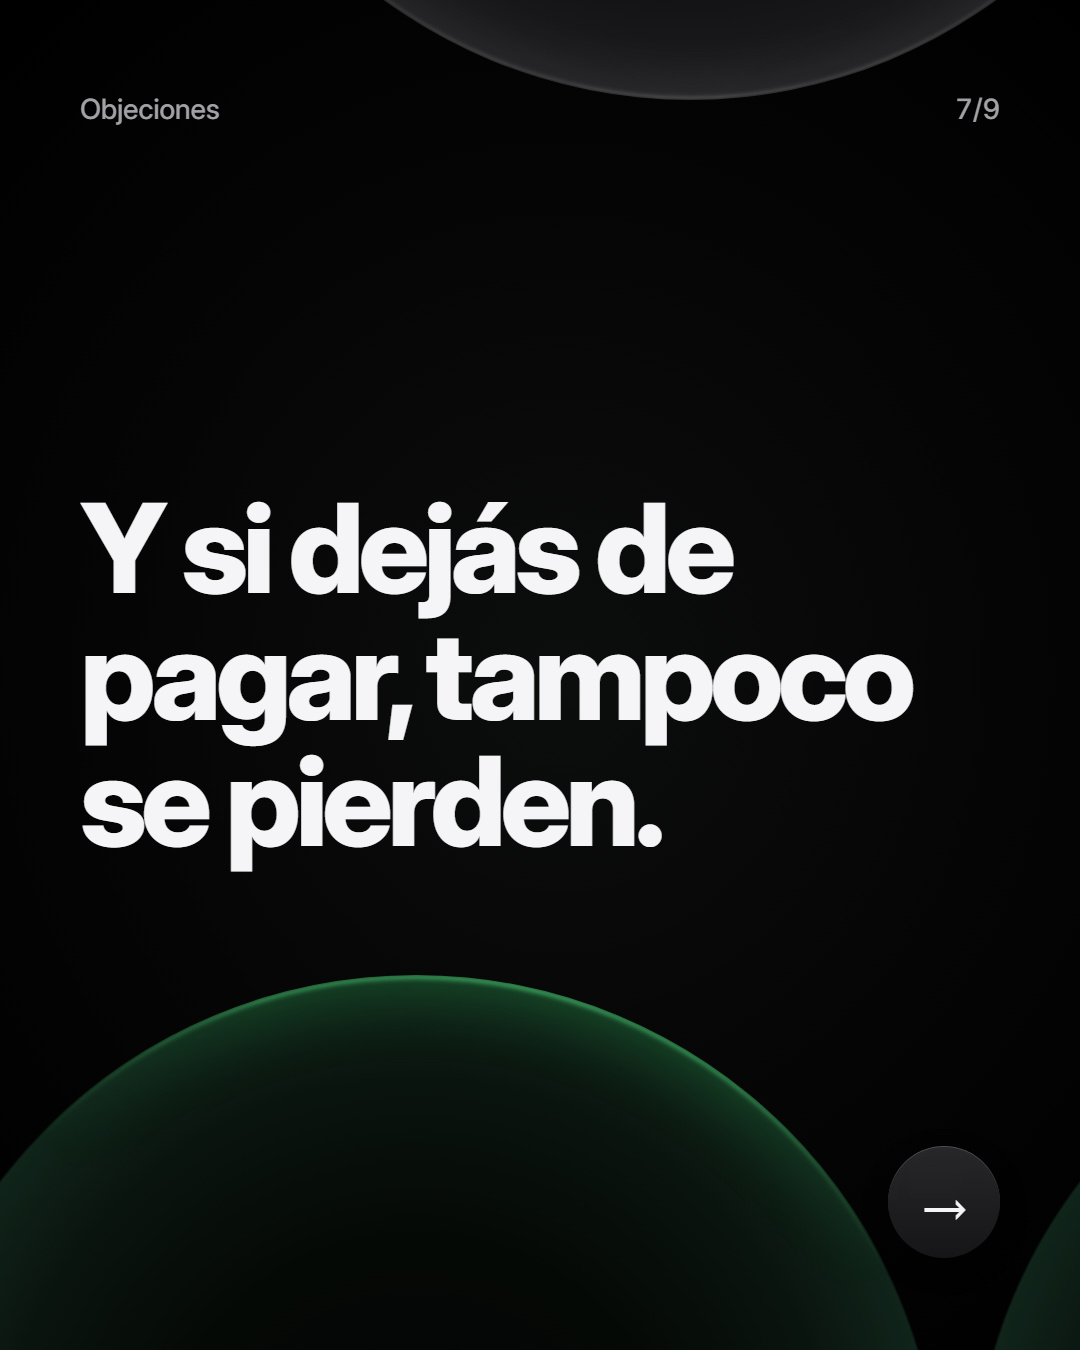 Objeciones
7/9
Y si dejás de
pagar, tampoco
se pierden.
→